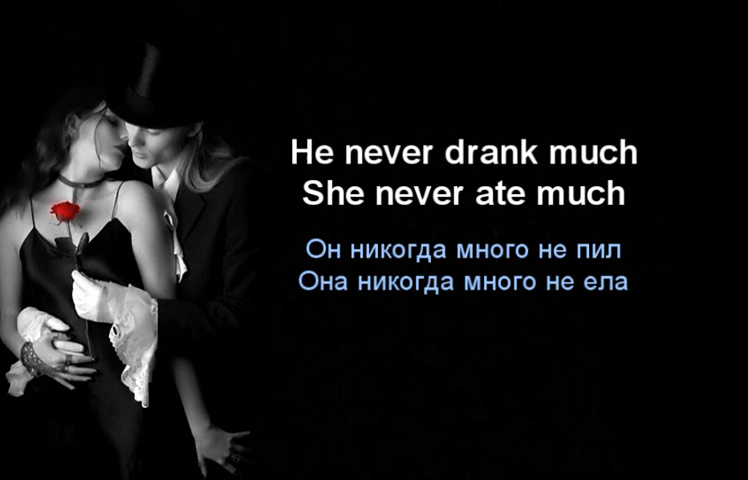 He never drank much
She never ate much
Он никогда много не пил
Она никогда много не ела